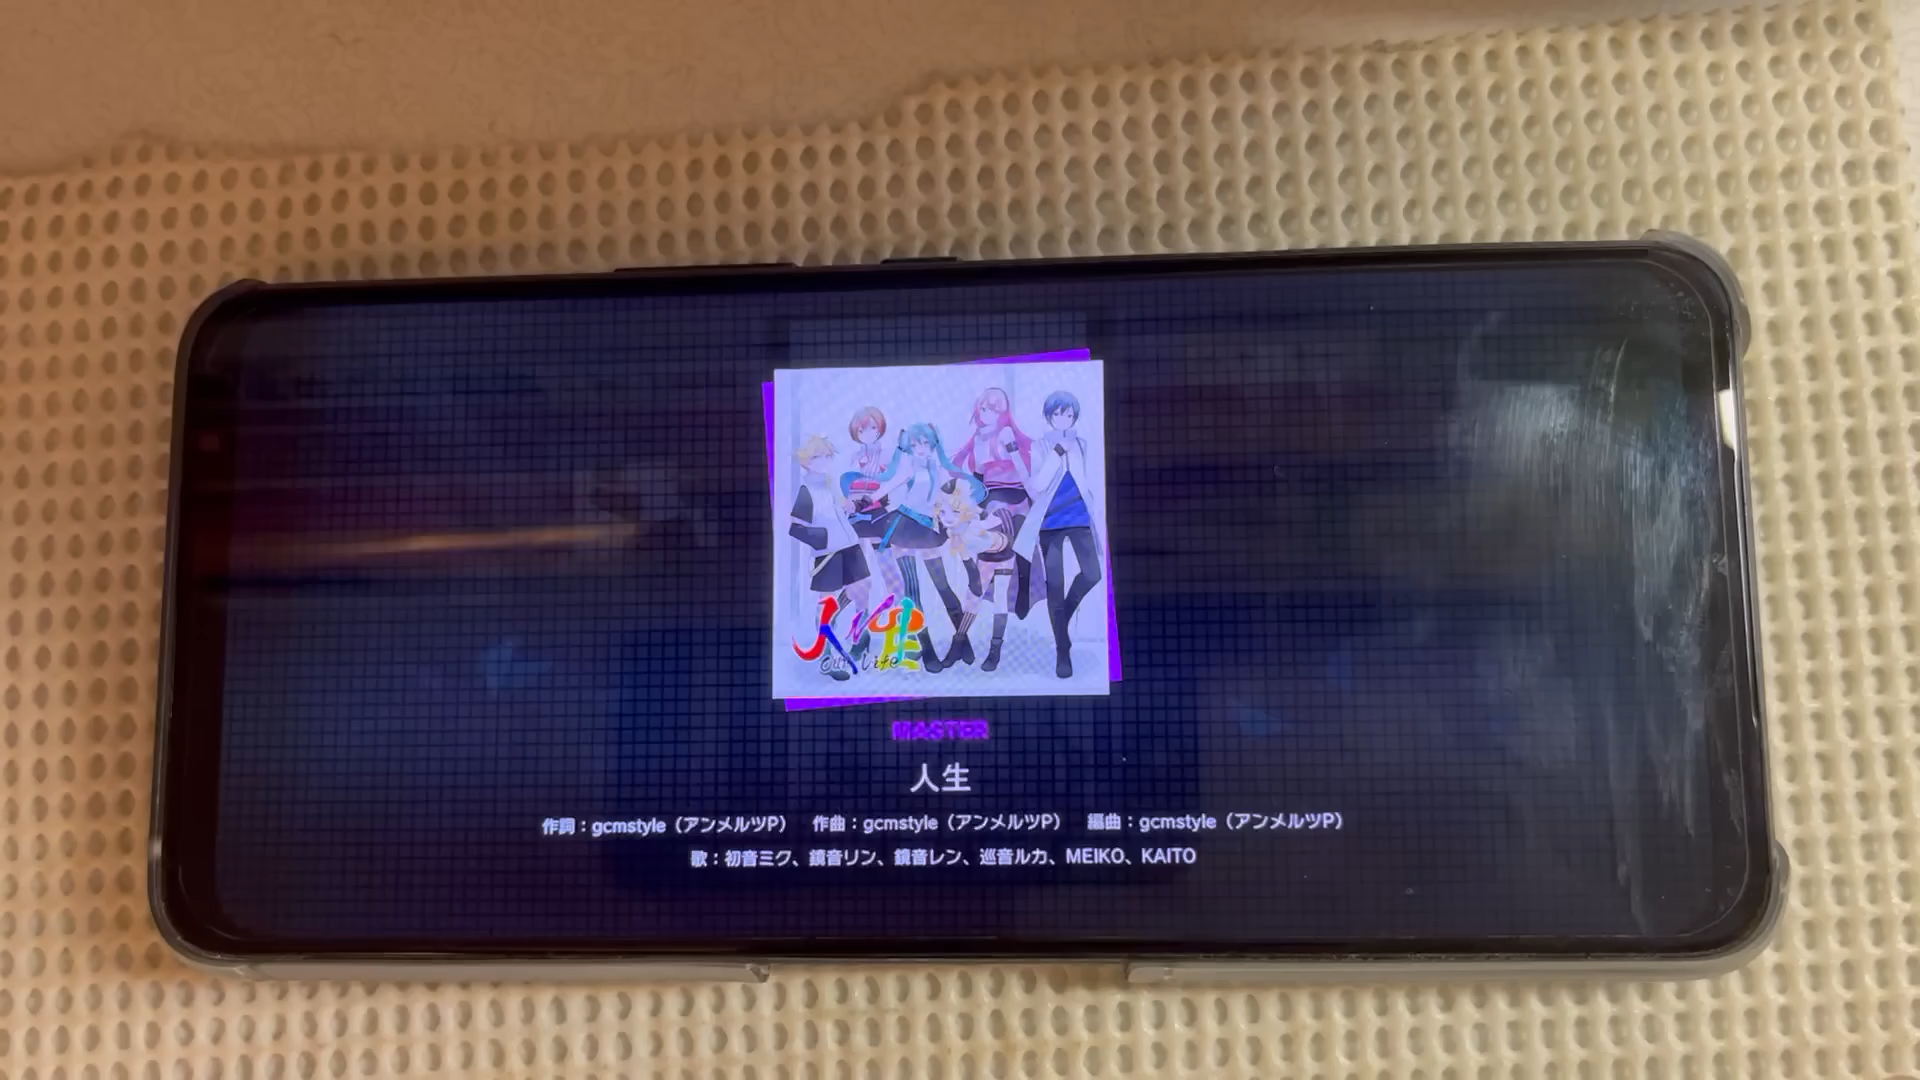 人生
Our Life
MASTER
人生
作詞：gcmstyle（アンメルツP）　作曲：gcmstyle（アンメルツP）　編曲：gcmstyle（アンメルツP）
歌：初音ミク、鏡音リン、鏡音レン、巡音ルカ、MEIKO、KAITO